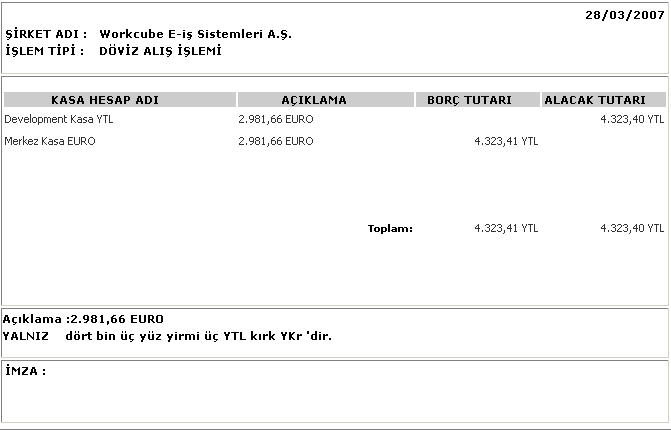 28/03/2007
ŞİRKET ADI : Workcube E-iş Sistemleri A.Ş.
İŞLEM TİPİ : DÖVİZ ALIŞ İŞLEMİ
KASA HESAP ADI AÇIKLAMA BORÇ TUTARI ALACAK TUTARI
Development Kasa YTL 2.981,66 EURO 4.323,40 YTL
Merkez Kasa EURO 2.981,66 EURO 4.323,41 YTL
Toplam: 4.323,41 YTL 4.323,40 YTL
Açıklama :2.981,66 EURO
YALNIZ dört bin üç yüz yirmi üç YTL kırk YKr 'dir.
İMZA :